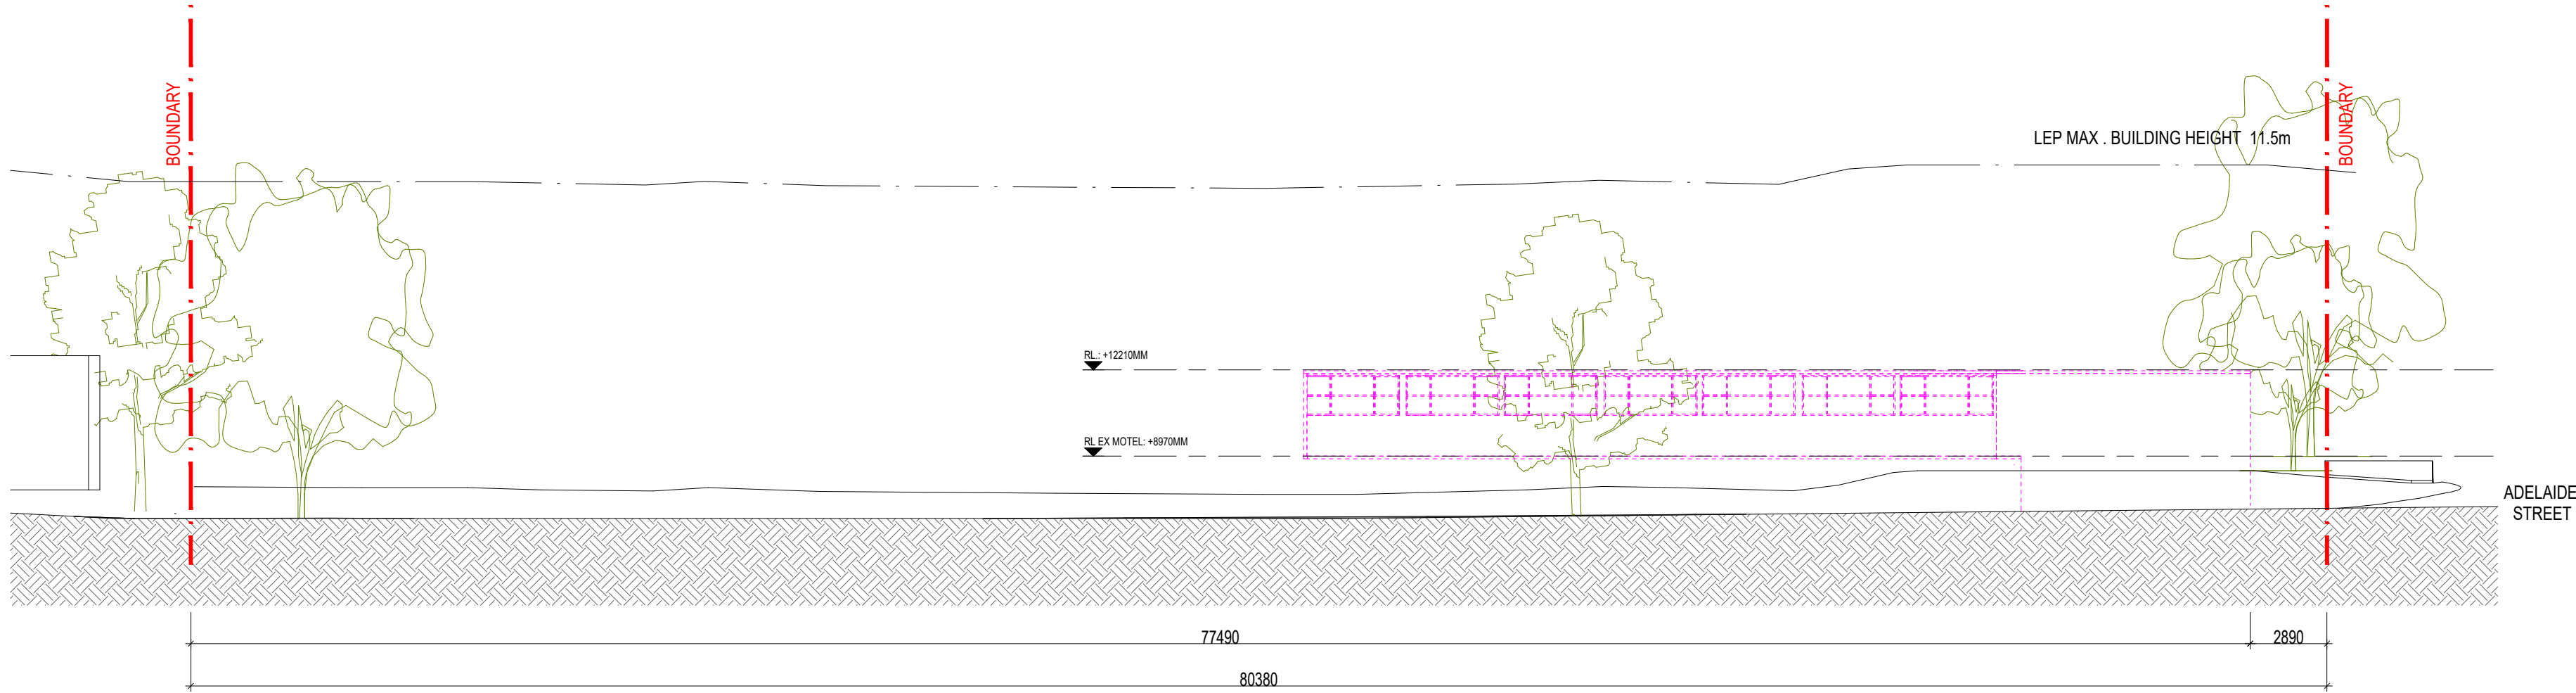 BOUNDARY
BOUNDARY
LEP MAX . BUILDING HEIGHT 11.5m
RL.: +12210MM
RL EX MOTEL: +8970MM
ADELAIDE
STREET
77490
2890
80380